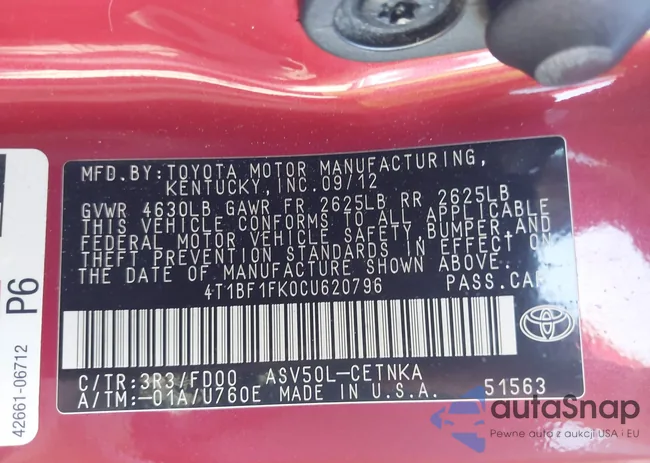 MFD.BY: TOYOTA MOTOR MANUFACTURING,
KENTUCKY, INC. 09/12
GVWR 4630LB GAWR FR 2625LB RR 2625LB
THIS VEHICLE CONFORMS TO ALL APPLICABLE
FEDERAL MOTOR VEHICLE SAFETY, BUMPER, AND
THEFT PREVENTION STANDARDS IN EFFECT ON
THE DATE OF MANUFACTURE SHOWN ABOVE.
4T1BF1FK0CU620796 PASS.CAR
C/TR: 3R3/FD00 ASV50L-CETNKA
A/TM:-01A/U760E MADE IN U.S.A. 51563
P6
42661-06712
autaSnap
Pewne auto z aukcji USA i EU